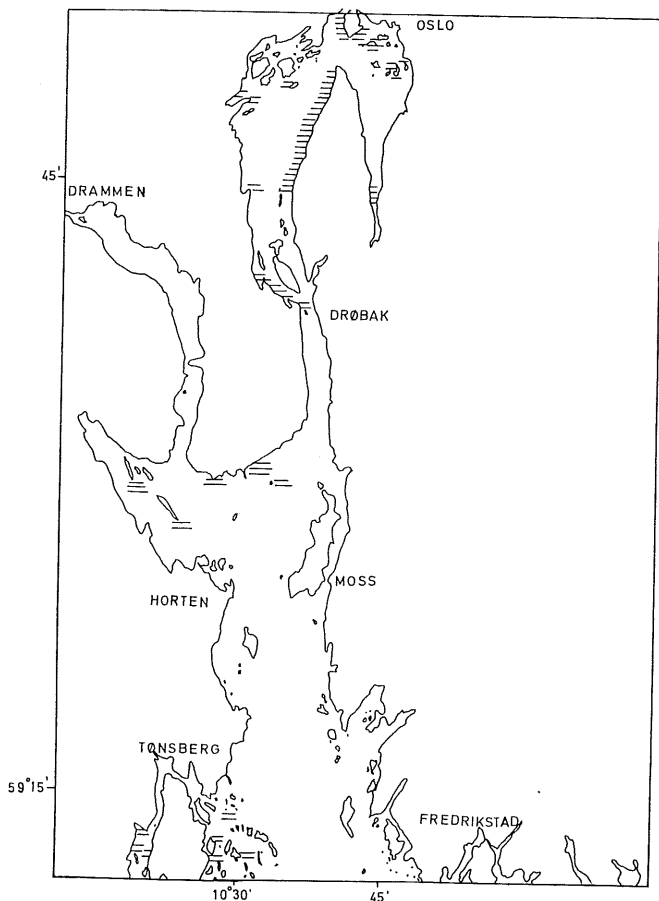 OSLO
45'
DRAMMEN
DRØBAK
MOSS
HORTEN
TØNSBERG
59°15'
FREDRIKSTAD
10°30'
45'